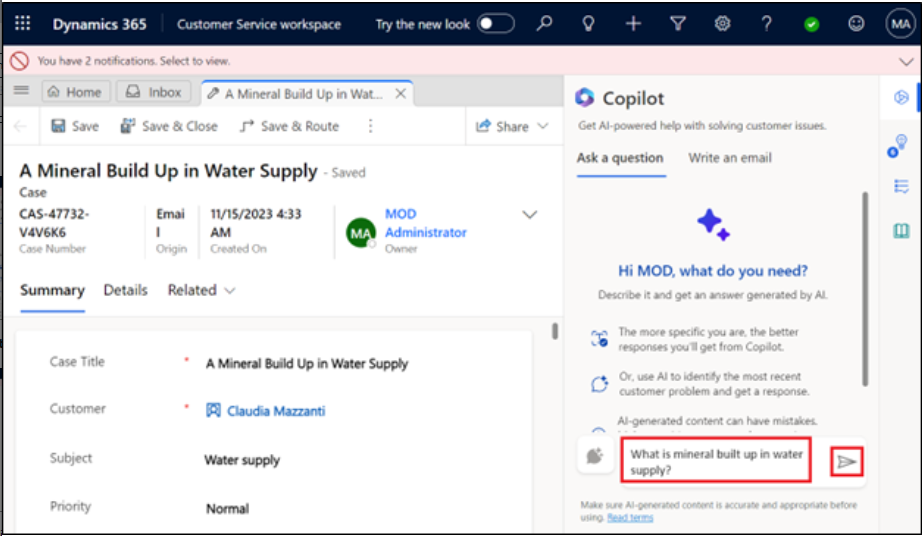 Dynamics 365 Customer Service workspace Try the new look MA
You have 2 notifications. Select to view.
Home Inbox A Mineral Build Up in Wat...
Save Save & Close Save & Route Share
A Mineral Build Up in Water Supply - Saved
Case
CAS-47732-
V4V6K6
Case Number
Emai
l
Origin
11/15/2023 4:33
AM
Created On
MA
MOD
Administrator
Owner
Summary Details Related
Case Title * A Mineral Build Up in Water Supply
Customer * Claudia Mazzanti
Subject Water supply
Priority Normal
Copilot
Get AI-powered help with solving customer issues.
Ask a question Write an email
Hi MOD, what do you need?
Describe it and get an answer generated by AI.
The more specific you are, the better
responses you'll get from Copilot.
Or, use AI to identify the most recent
customer problem and get a response.
AI-generated content can have mistakes.
What is mineral built up in water
supply?
Make sure AI-generated content is accurate and appropriate before
using. Read terms
6